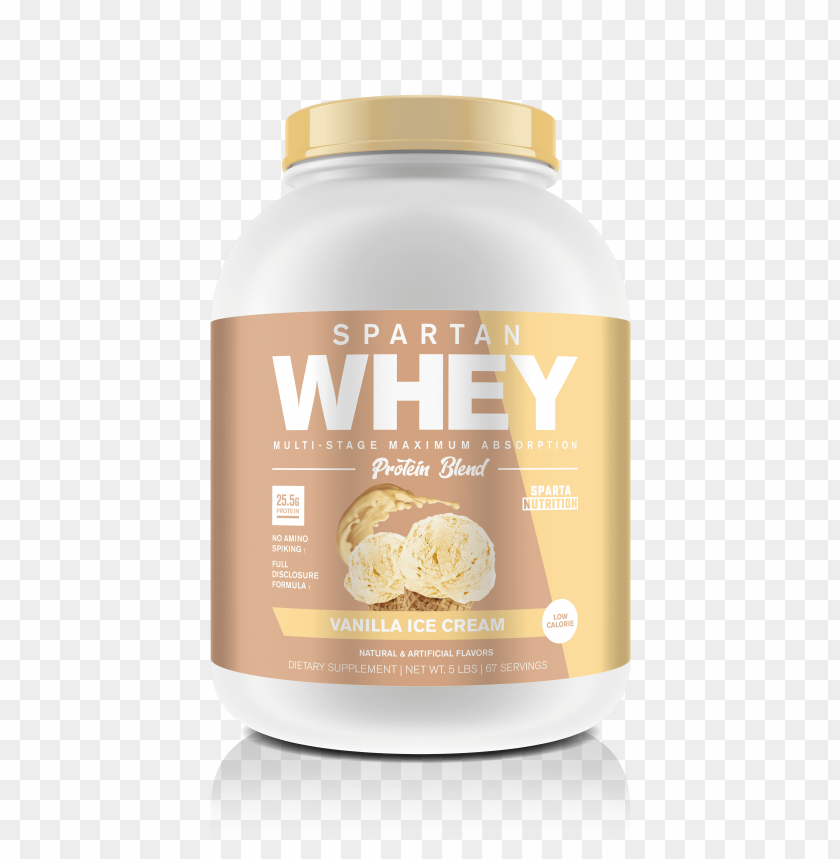 SPARTAN
WHEY
MULTI-STAGE MAXIMUM ABSORPTION
Protein Blend
25.5G
PROTEIN
SPARTA
NUTRITION
NO AMINO
SPIKING
FULL
DISCLOSURE
FORMULA
VANILLA ICE CREAM
LOW
CALORIE
NATURAL & ARTIFICIAL FLAVORS
DIETARY SUPPLEMENT | NET WT. 5 LBS | 67 SERVINGS